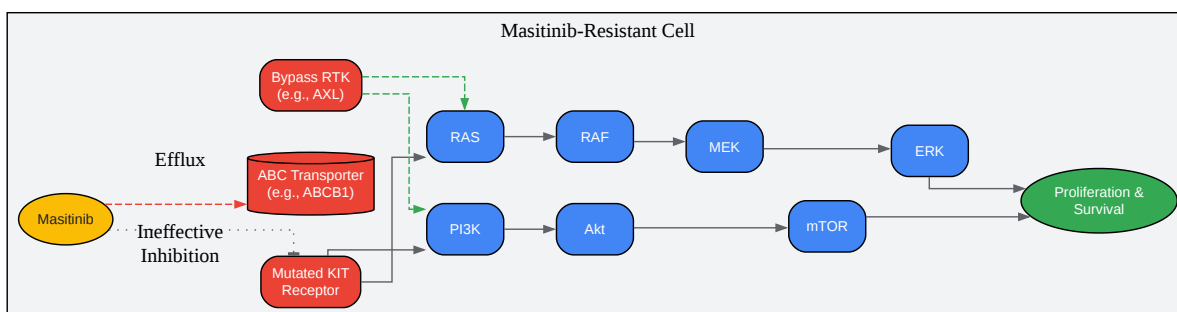 Masitinib-Resistant Cell
Bypass RTK
(e.g., AXL)
RAS
RAF
MEK
ERK
Efflux
ABC Transporter
(e.g., ABCB1)
Proliferation &
Survival
Masitinib
Ineffective
Inhibition
PI3K
Akt
mTOR
Mutated KIT
Receptor